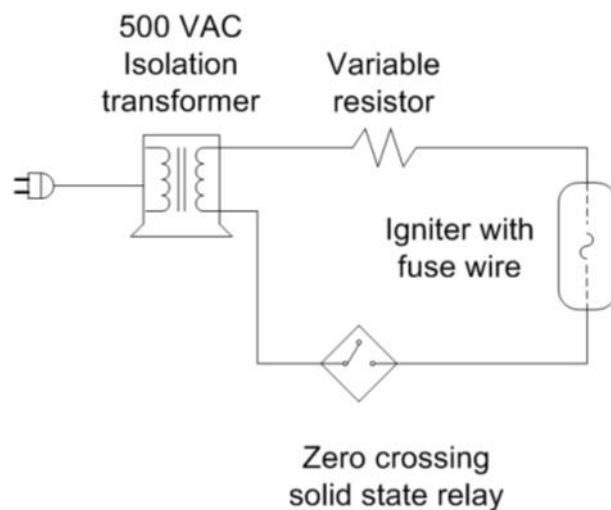 500 VAC
Isolation
transformer
Variable
resistor
Igniter with
fuse wire
Zero crossing
solid state relay